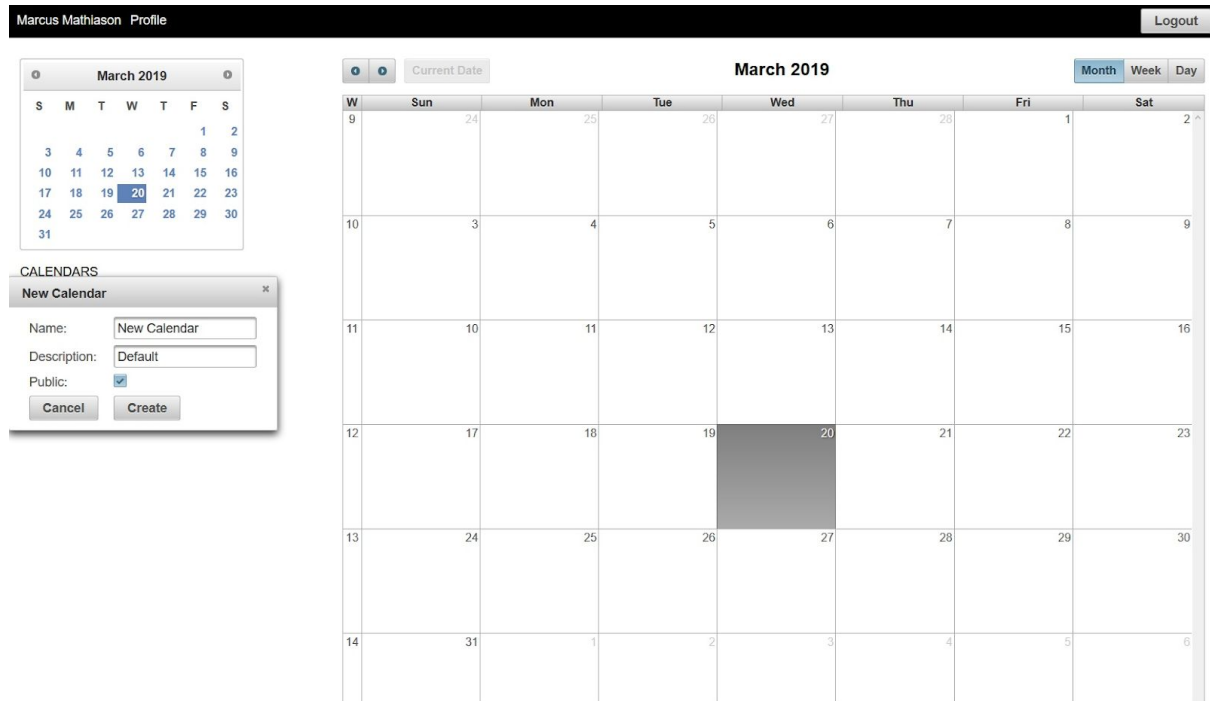 Marcus Mathiason Profile Logout
March 2019
S M T W T F S
1 2
3 4 5 6 7 8 9
10 11 12 13 14 15 16
17 18 19 20 21 22 23
24 25 26 27 28 29 30
31
CALENDARS
New Calendar
Name: New Calendar
Description: Default
Public:
Cancel Create
Current Date March 2019 Month Week Day
W Sun Mon Tue Wed Thu Fri Sat
9 24 25 26 27 28 1 2
10 3 4 5 6 7 8 9
11 10 11 12 13 14 15 16
12 17 18 19 20 21 22 23
13 24 25 26 27 28 29 30
14 31 1 2 3 4 5 6